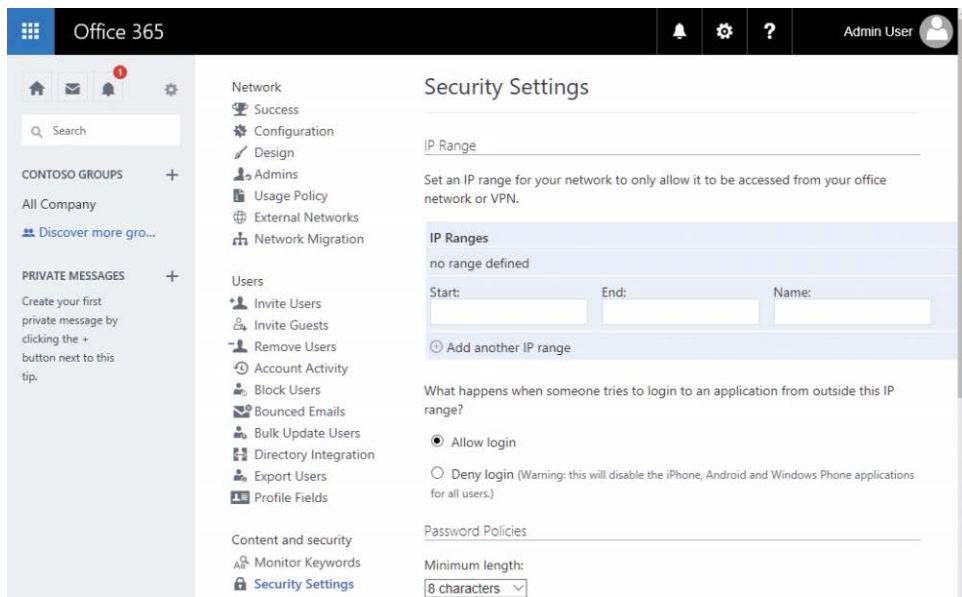 Office 365
Admin User
1
Search
CONTOSO GROUPS +
All Company
Discover more gro...
PRIVATE MESSAGES +
Create your first
private message by
clicking the +
button next to this
tip.
Network
Success
Configuration
Design
Admins
Usage Policy
External Networks
Network Migration
Users
Invite Users
Invite Guests
Remove Users
Account Activity
Block Users
Bounced Emails
Bulk Update Users
Directory Integration
Export Users
Profile Fields
Content and security
Monitor Keywords
Security Settings
Security Settings
IP Range
Set an IP range for your network to only allow it to be accessed from your office
network or VPN.
IP Ranges
no range defined
Start: End: Name:
Add another IP range
What happens when someone tries to login to an application from outside this IP
range?
Allow login
Deny login (Warning: this will disable the iPhone, Android and Windows Phone applications
for all users.)
Password Policies
Minimum length:
8 characters